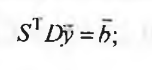 Sᵀ Dȳ = b̄;